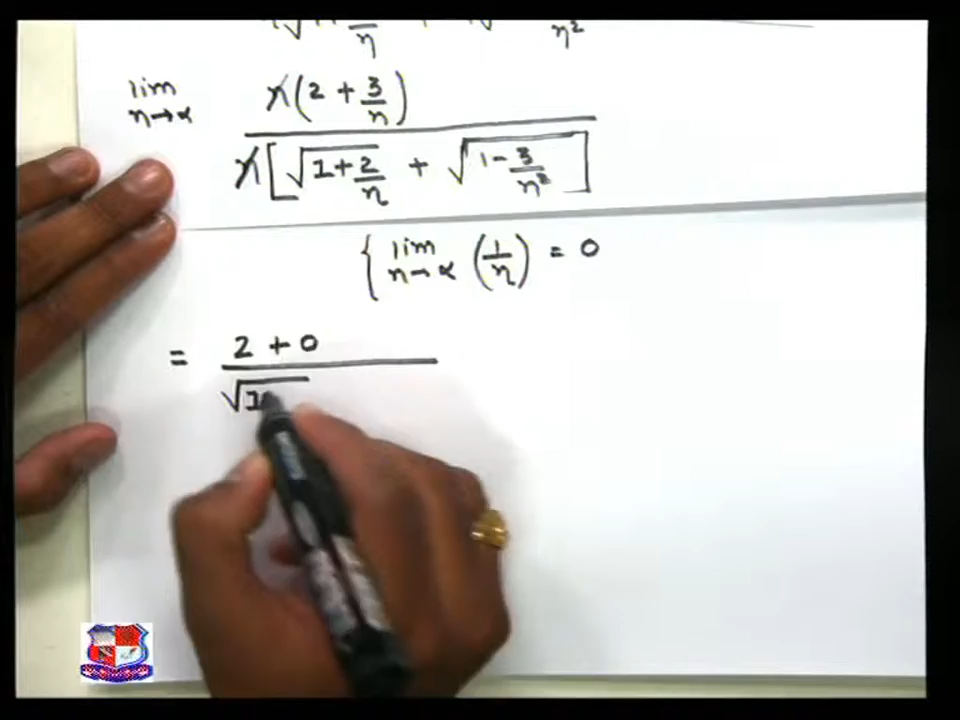 lim n→∝ n(2 + 3/n)
n[√1+2/n + √1-3/n²]
{ lim n→∝ (1/n) = 0
= 2 + 0
√1